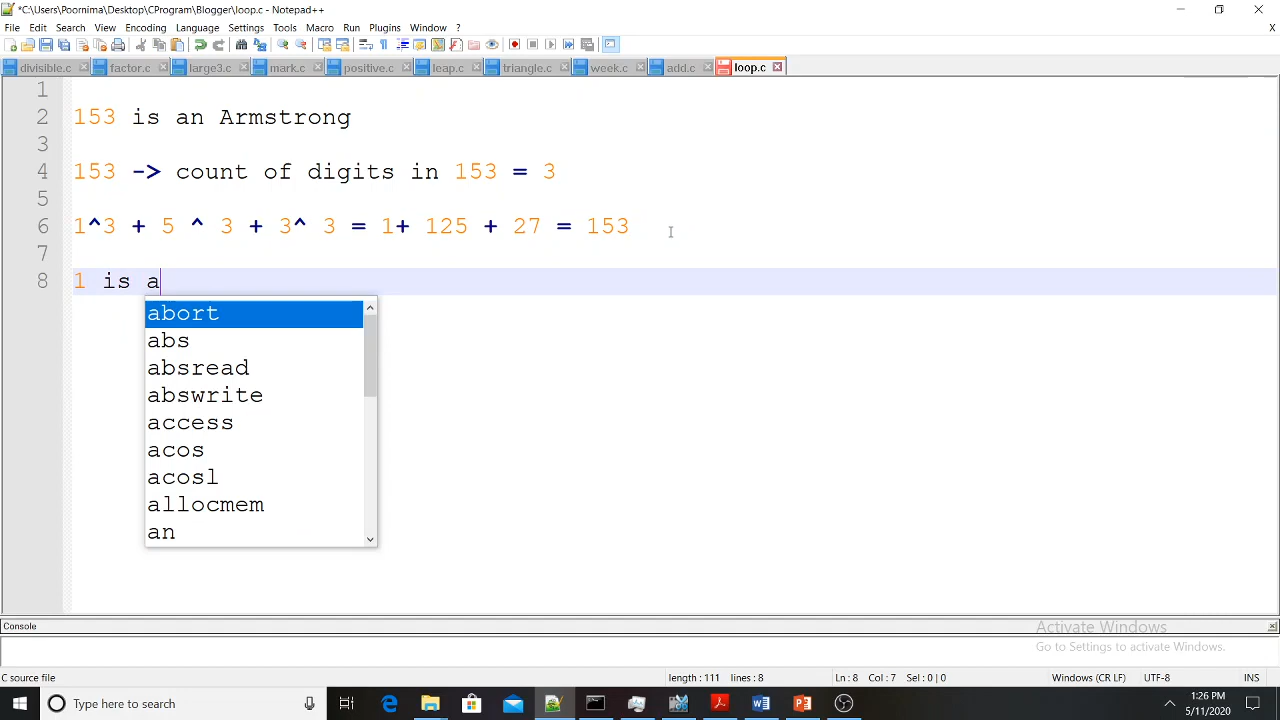 *C:\Users\Poornima\Desktop\CProgram\Blogger\loop.c - Notepad++
File Edit Search View Encoding Language Settings Tools Macro Run Plugins Window ?
X
divisible.c factor.c large3.c mark.c positive.c leap.c triangle.c week.c add.c loop.c
1
2 153 is an Armstrong
3
4 153 -> count of digits in 153 = 3
5
6 1^3 + 5 ^ 3 + 3^ 3 = 1+ 125 + 27 = 153
7
8 1 is a
abort
abs
absread
abswrite
access
acos
acosl
allocmem
an
Console
Activate Windows
Go to Settings to activate Windows.
C source file length : 111 lines : 8 Ln : 8 Col : 7 Sel : 0 | 0 Windows (CR LF) UTF-8 INS
Type here to search
1:26 PM
5/11/2020